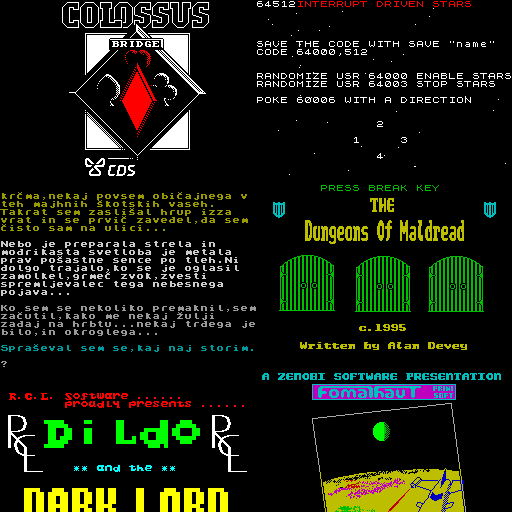 COLOSSUS
BRIDGE
CDS
64512INTERRUPT DRIVEN STARS
SAVE THE CODE WITH SAVE "name"
CODE 64000,512
RANDOMIZE USR 64000 ENABLE STARS
RANDOMIZE USR 64003 STOP STARS
POKE 60006 WITH A DIRECTION
2
1 3
4
krčma,nekaj povsem običajnega v
teh majhnih škotskih vaseh.
Takrat sem zaslišal hrup izza
vrat in se prvič zavedel,da sem
čisto sam na ulici...
Nebo je preparala strela in
modrikasta svetloba je metala
prav pošastne sence po tleh.Ni
dolgo trajalo,ko se je oglasil
zamolkel,grmeč zvok,zvesti
spremljevalec tega nebesnega
pojava...
Ko sem se nekoliko premaknil,sem
začutil,kako me nekaj žulji
zadaj na hrbtu...nekaj trdega je
bilo,in okroglega...
Spraševal sem se,kaj naj storim.
?
PRESS BREAK KEY
THE
Dungeons Of Maldread
c.1995
Written by Alan Devey
R.C.L. Software ......
proudly presents ......
RCL Di Ldo RCL
** and the **
DARK LORD
A ZENOBI SOFTWARE PRESENTATION
Fomalhaut
PRIWI
SOFT